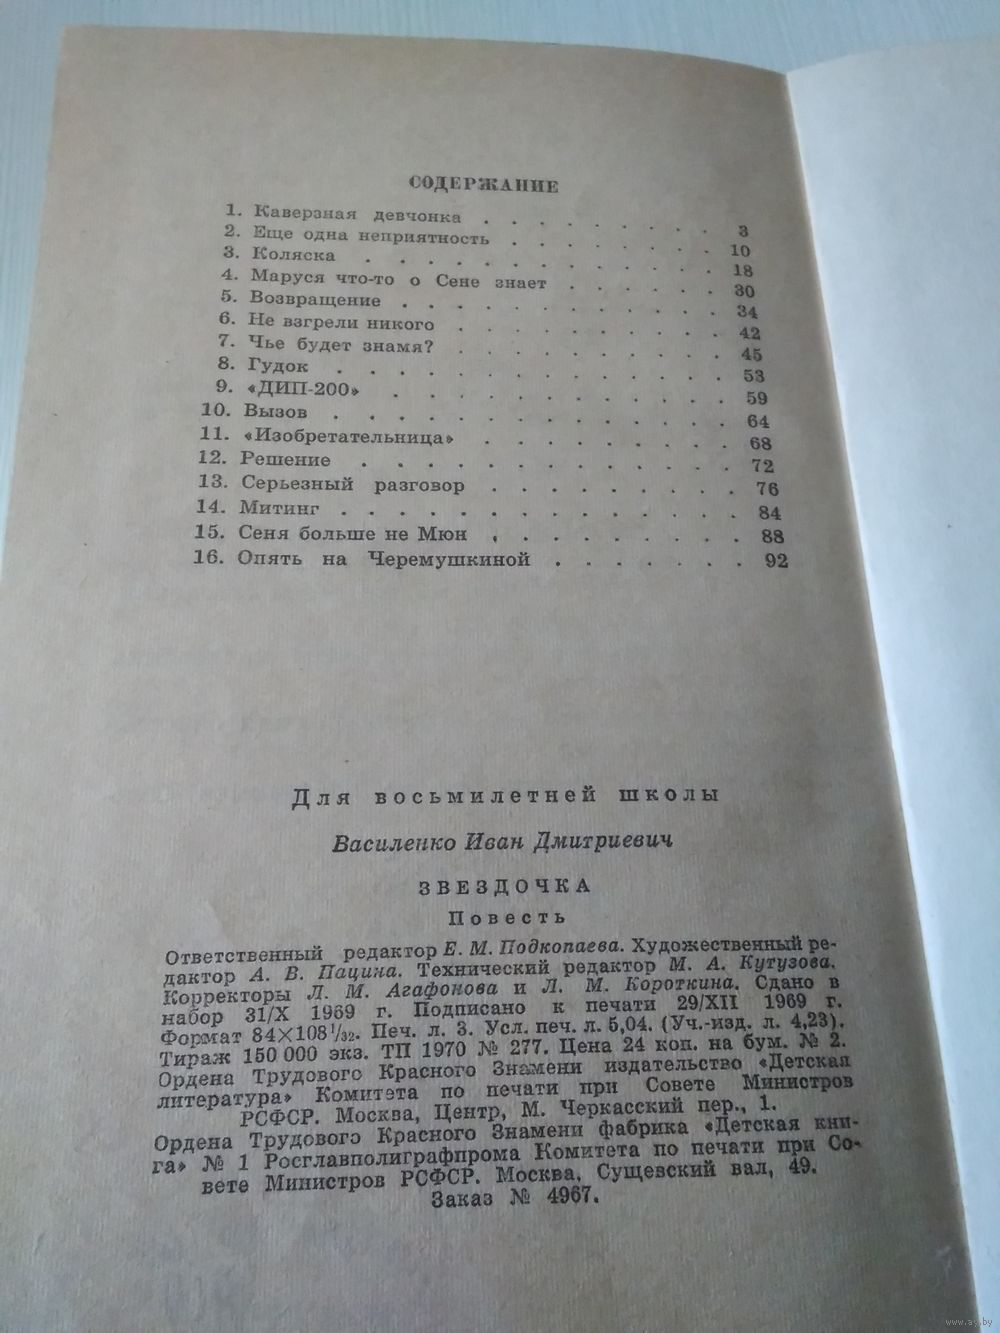 СОДЕРЖАНИЕ
1. Каверзная девчонка . . . . . . . . 3
2. Еще одна неприятность . . . . . . . 10
3. Коляска . . . . . . . . . . . . 18
4. Маруся что-то о Сене знает . . . . . . 30
5. Возвращение . . . . . . . . . . . 34
6. Не взгрели никого . . . . . . . . . 42
7. Чье будет знамя? . . . . . . . . . 45
8. Гудок . . . . . . . . . . . . . 53
9. «ДИП-200» . . . . . . . . . . . 59
10. Вызов . . . . . . . . . . . . . 64
11. «Изобретательница» . . . . . . . . 68
12. Решение . . . . . . . . . . . . 72
13. Серьезный разговор . . . . . . . . 76
14. Митинг . . . . . . . . . . . . . 84
15. Сеня больше не Мюн . . . . . . . . 88
16. Опять на Черемушкиной . . . . . . 92
Для восьмилетней школы
Василенко Иван Дмитриевич
ЗВЕЗДОЧКА
Повесть
Ответственный редактор Е. М. Подкопаева. Художественный ре-
дактор А. В. Пацина. Технический редактор М. А. Кутузова.
Корректоры Л. М. Агафонова и Л. М. Короткина. Сдано в
набор 31/X 1969 г. Подписано к печати 29/XII 1969 г.
Формат 84×108 1/32. Печ. л. 3. Усл. печ. л. 5,04. (Уч.-изд. л. 4,23).
Тираж 150 000 экз. ТП 1970 № 277. Цена 24 коп. на бум. № 2.
Ордена Трудового Красного Знамени издательство «Детская
литература» Комитета по печати при Совете Министров
РСФСР. Москва, Центр, М. Черкасский пер., 1.
Ордена Трудового Красного Знамени фабрика «Детская кни-
га» № 1 Росглавполиграфпрома Комитета по печати при Со-
вете Министров РСФСР. Москва, Сущевский вал, 49.
Заказ № 4967.
www.ay.by